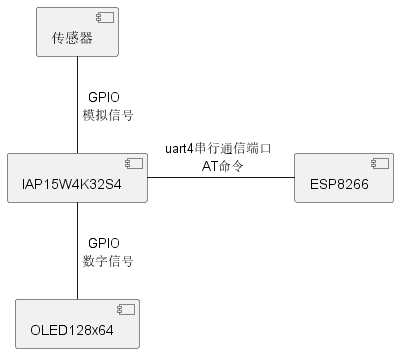 传感器
GPIO
模拟信号
uart4串行通信端口
AT命令
IAP15W4K32S4
ESP8266
GPIO
数字信号
OLED128x64